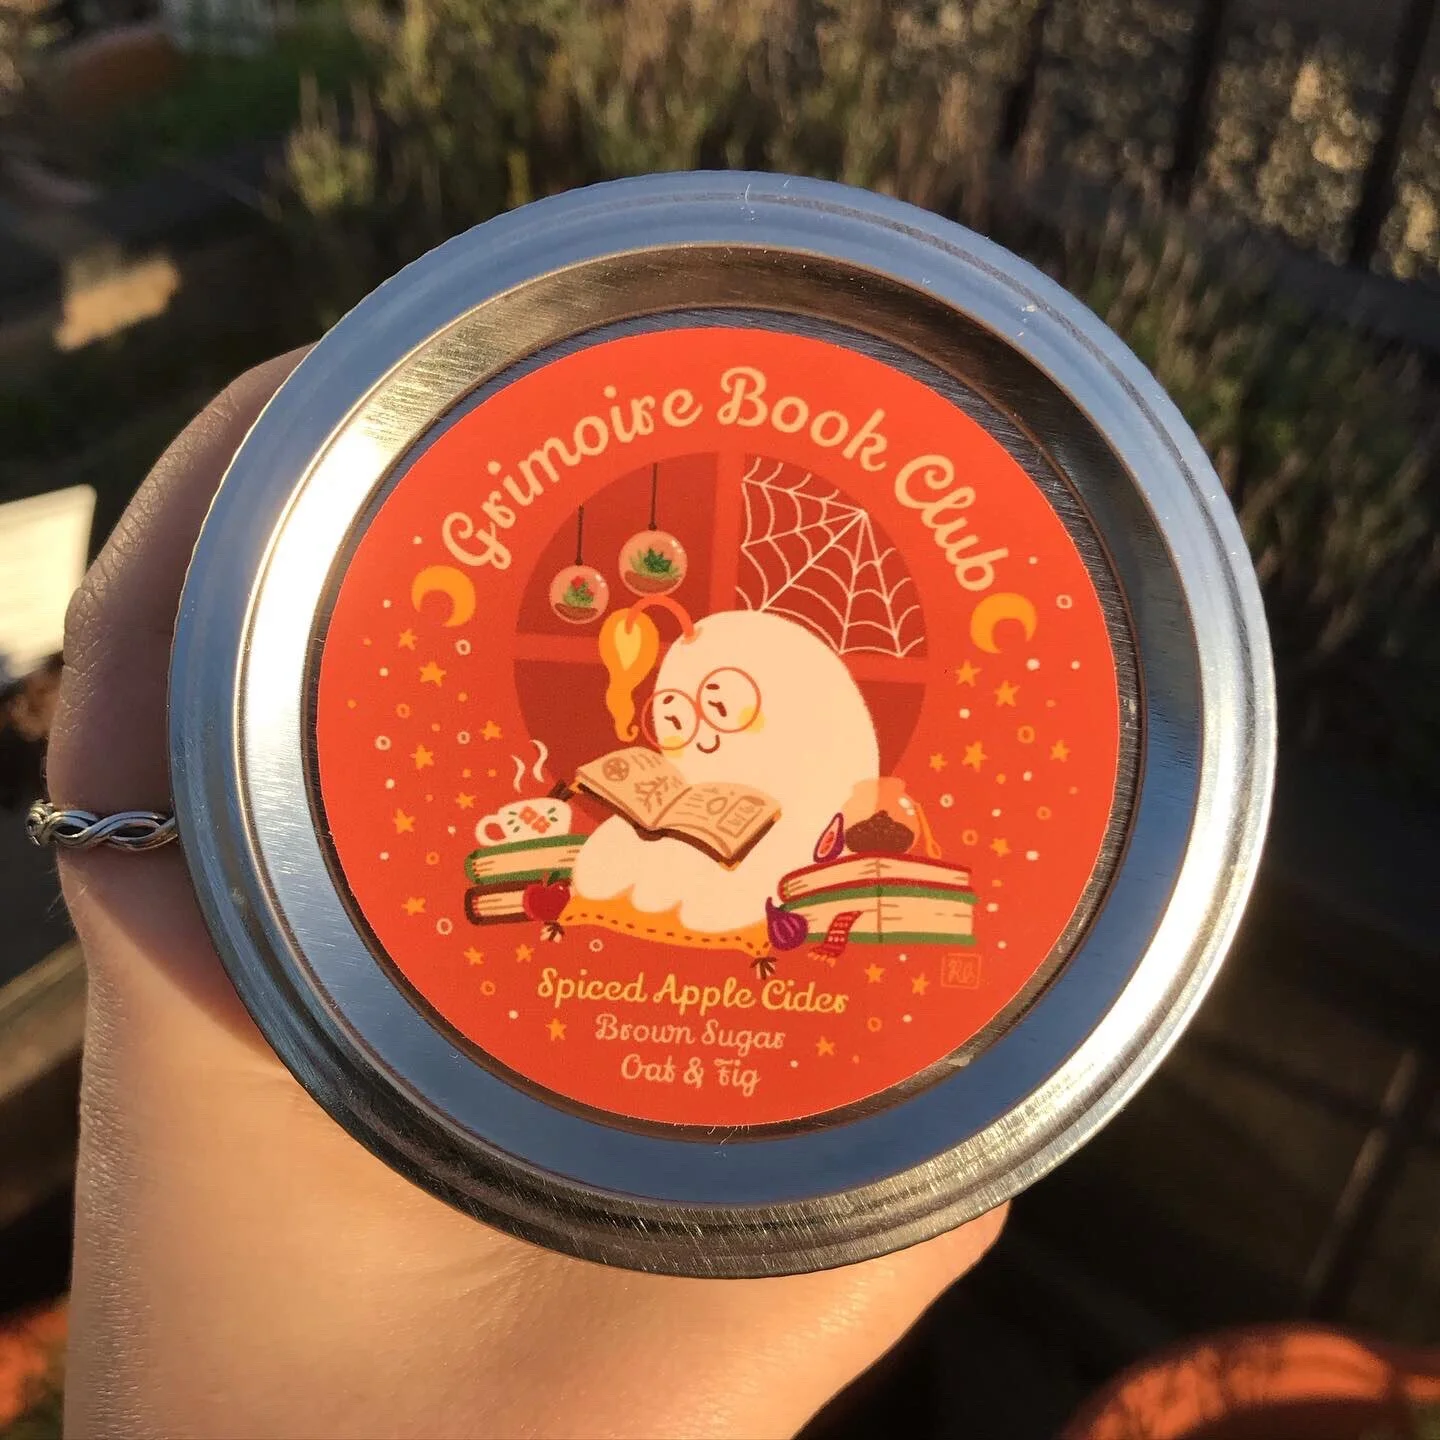 Grimoire Book Club
Spiced Apple Cider
Brown Sugar
Oat & Fig